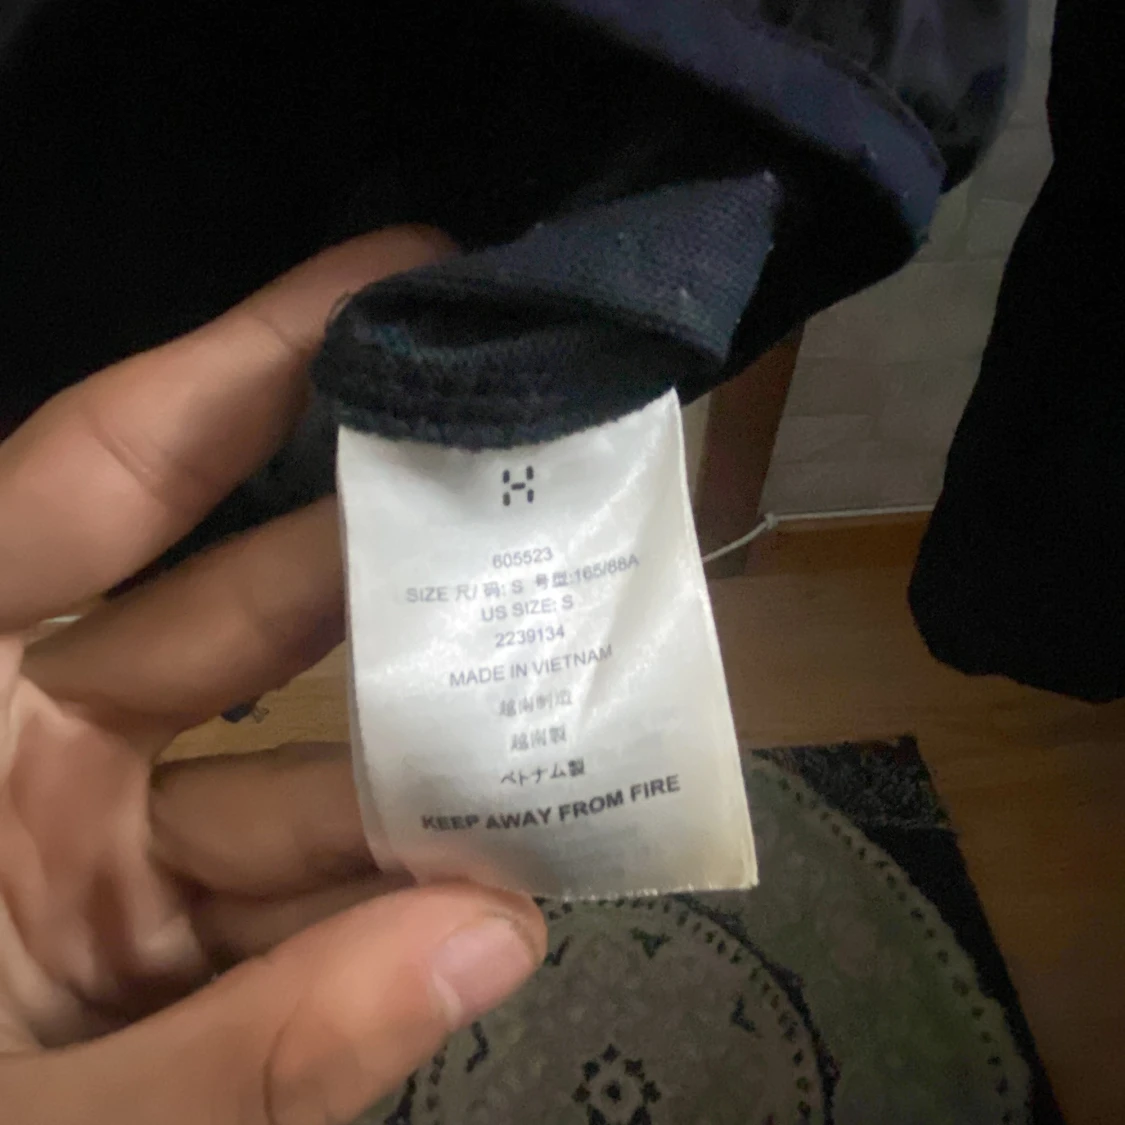 H
605523
SIZE 尺/ 码: S 号型:165/88A
US SIZE: S
2239134
MADE IN VIETNAM
越南制造
越南製
ベトナム製
KEEP AWAY FROM FIRE